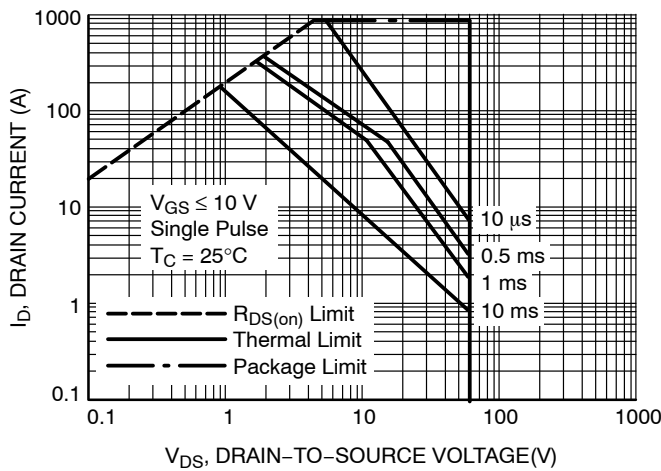 1000
100
10
1
0.1
I_D, DRAIN CURRENT (A)
V_GS ≤ 10 V
Single Pulse
T_C = 25°C
10 μs
0.5 ms
1 ms
10 ms
R_DS(on) Limit
Thermal Limit
Package Limit
0.1 1 10 100 1000
V_DS, DRAIN−TO−SOURCE VOLTAGE(V)